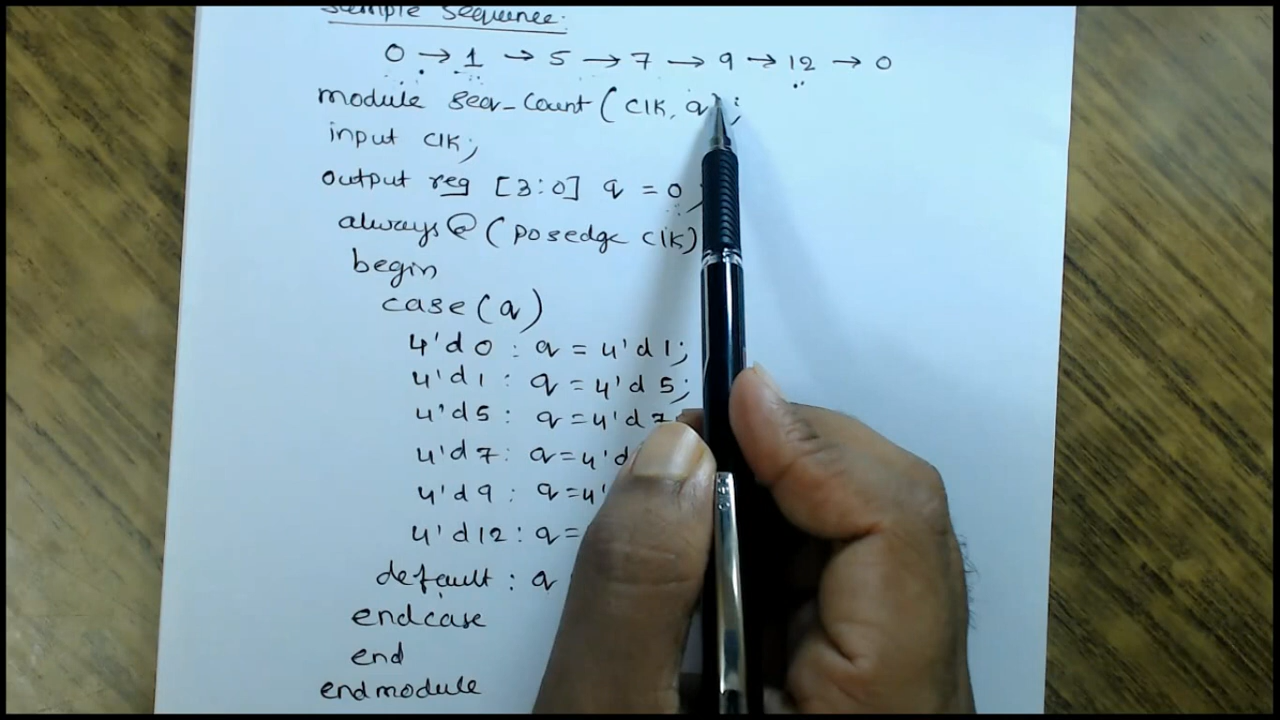 Sample Sequence:
0 → 1 → 5 → 7 → 9 → 12 → 0
module seq_count(clk, q);
input clk;
output reg [3:0] q = 0;
always@(posedge clk)
begin
case(q)
4'd0 : q = 4'd1;
4'd1 : q = 4'd5;
4'd5 : q = 4'd7;
4'd7 : q = 4'd
4'd9 : q = 4'
4'd12 : q =
default : q
endcase
end
endmodule